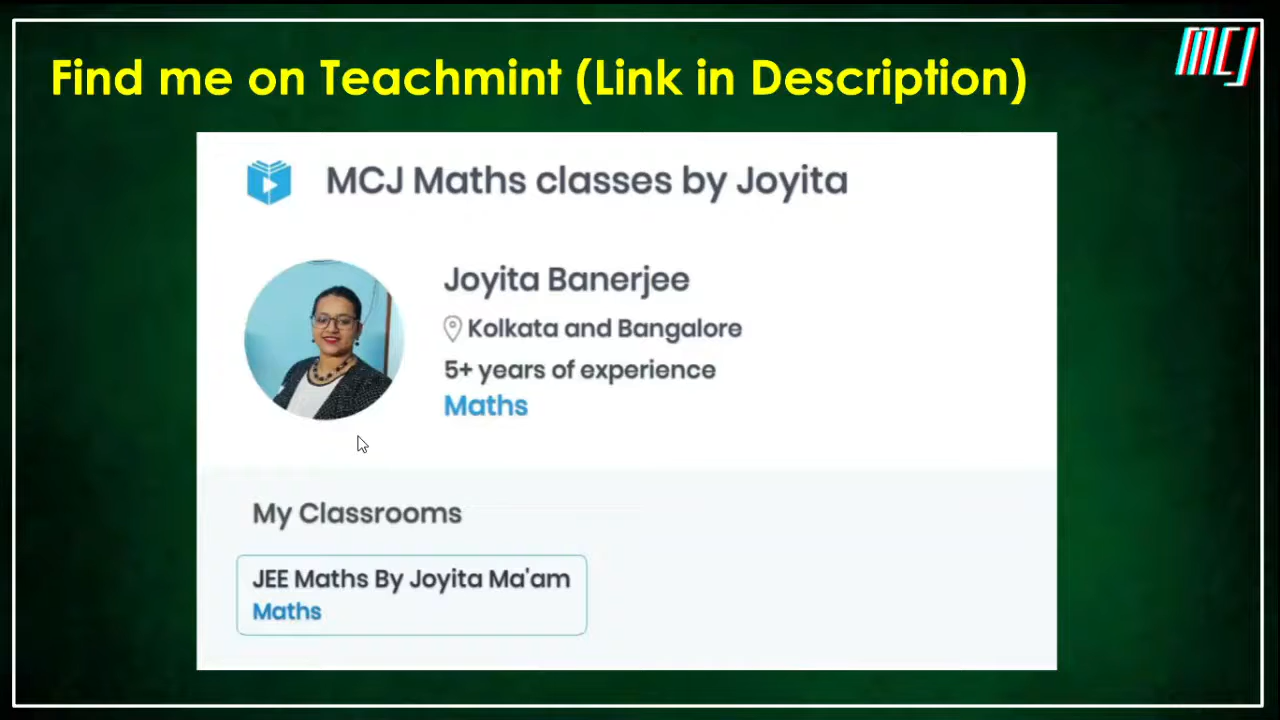 Find me on Teachmint (Link in Description)
MCJ
MCJ Maths classes by Joyita
Joyita Banerjee
Kolkata and Bangalore
5+ years of experience
Maths
My Classrooms
JEE Maths By Joyita Ma'am
Maths